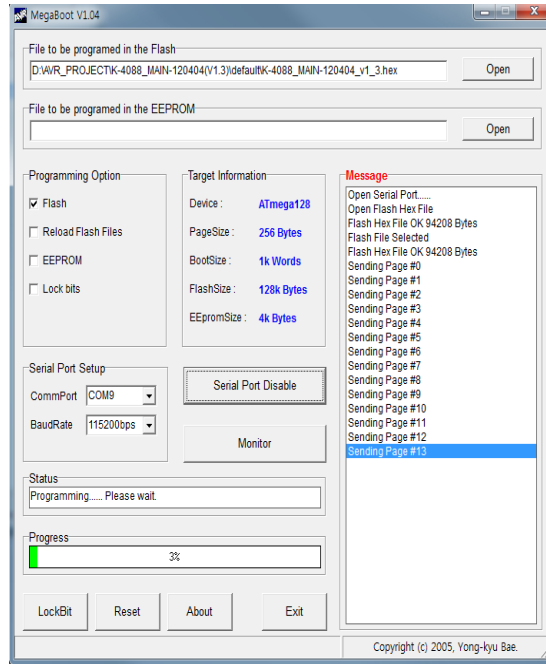 MegaBoot V1.04
File to be programed in the Flash
D:\AVR_PROJECT\K-4088_MAIN-120404(V1.3)\default\K-4088_MAIN-120404_v1_3.hex
Open
File to be programed in the EEPROM
Open
Programming Option
Flash
Reload Flash Files
EEPROM
Lock bits
Target Information
Device : ATmega128
PageSize : 256 Bytes
BootSize : 1k Words
FlashSize : 128k Bytes
EEpromSize : 4k Bytes
Message
Open Serial Port......
Open Flash Hex File
Flash Hex File OK 94208 Bytes
Flash File Selected
Flash Hex File OK 94208 Bytes
Sending Page #0
Sending Page #1
Sending Page #2
Sending Page #3
Sending Page #4
Sending Page #5
Sending Page #6
Sending Page #7
Sending Page #8
Sending Page #9
Sending Page #10
Sending Page #11
Sending Page #12
Sending Page #13
Serial Port Setup
CommPort COM9
BaudRate 115200bps
Serial Port Disable
Monitor
Status
Programming...... Please wait.
Progress
3%
LockBit
Reset
About
Exit
Copyright (c) 2005, Yong-kyu Bae.